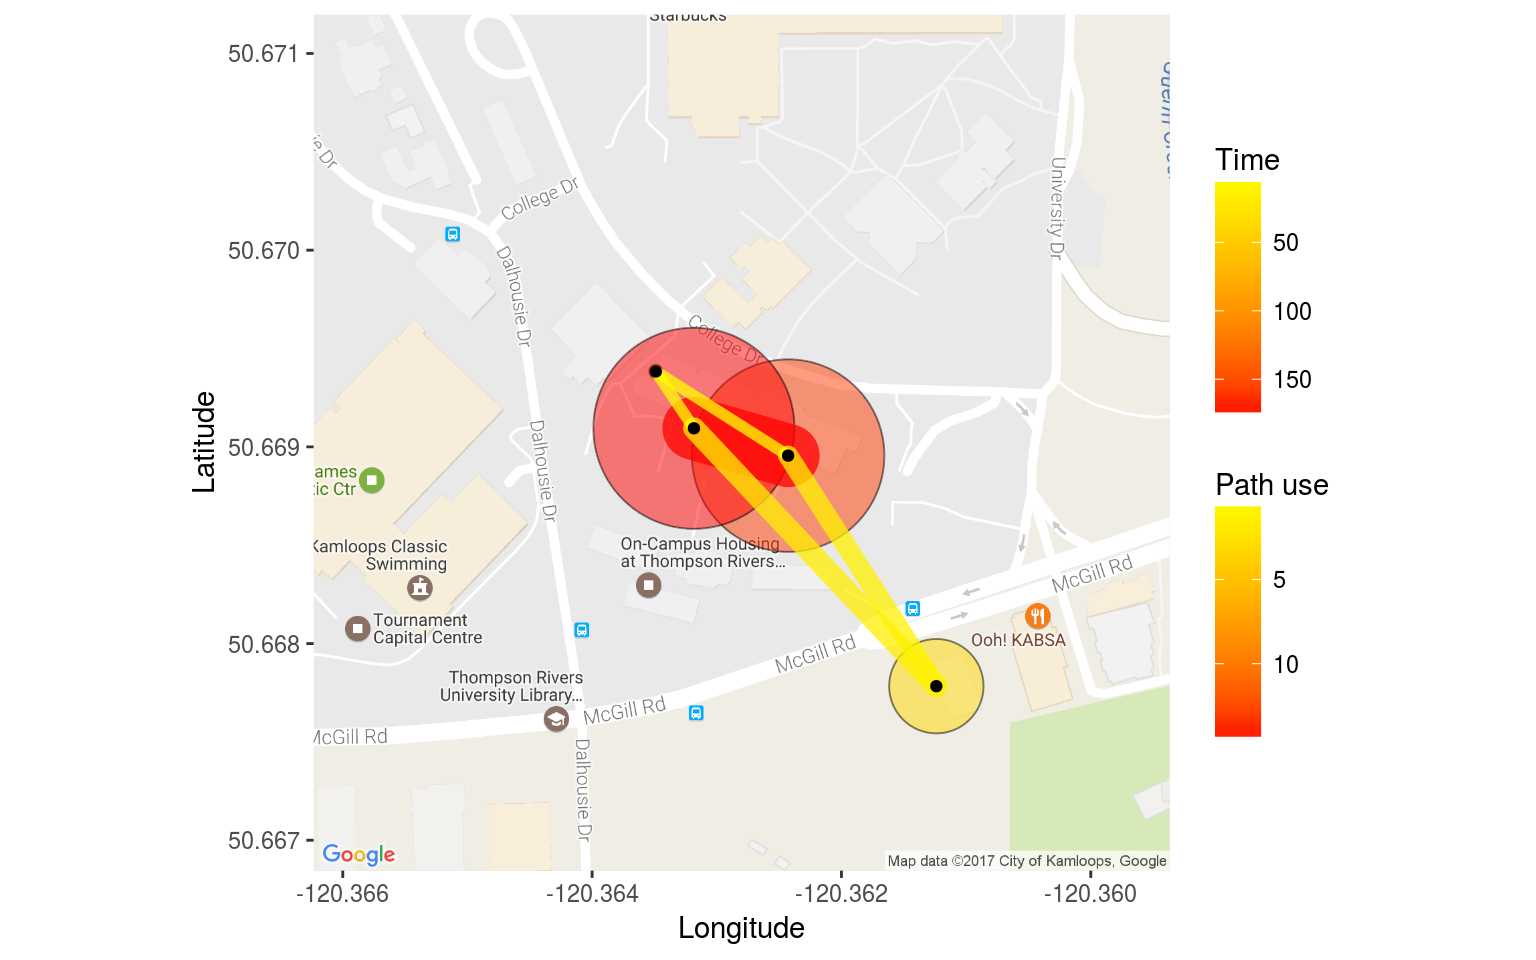 Starbucks
50.671
50.670
50.669
50.668
50.667
Latitude
-120.366
-120.364
-120.362
-120.360
Longitude
ie Dr
College Dr
University Dr
Dalhousie Dr
College Dr
Dalhousie Dr
ames
tic Ctr
Kamloops Classic
Swimming
On-Campus Housing
at Thompson Rivers...
McGill Rd
Tournament
Capital Centre
Ooh! KABSA
McGill Rd
Thompson Rivers
University Library...
McGill Rd
McGill Rd
Dalhousie Dr
Google
Map data ©2017 City of Kamloops, Google
Time
50
100
150
Path use
5
10